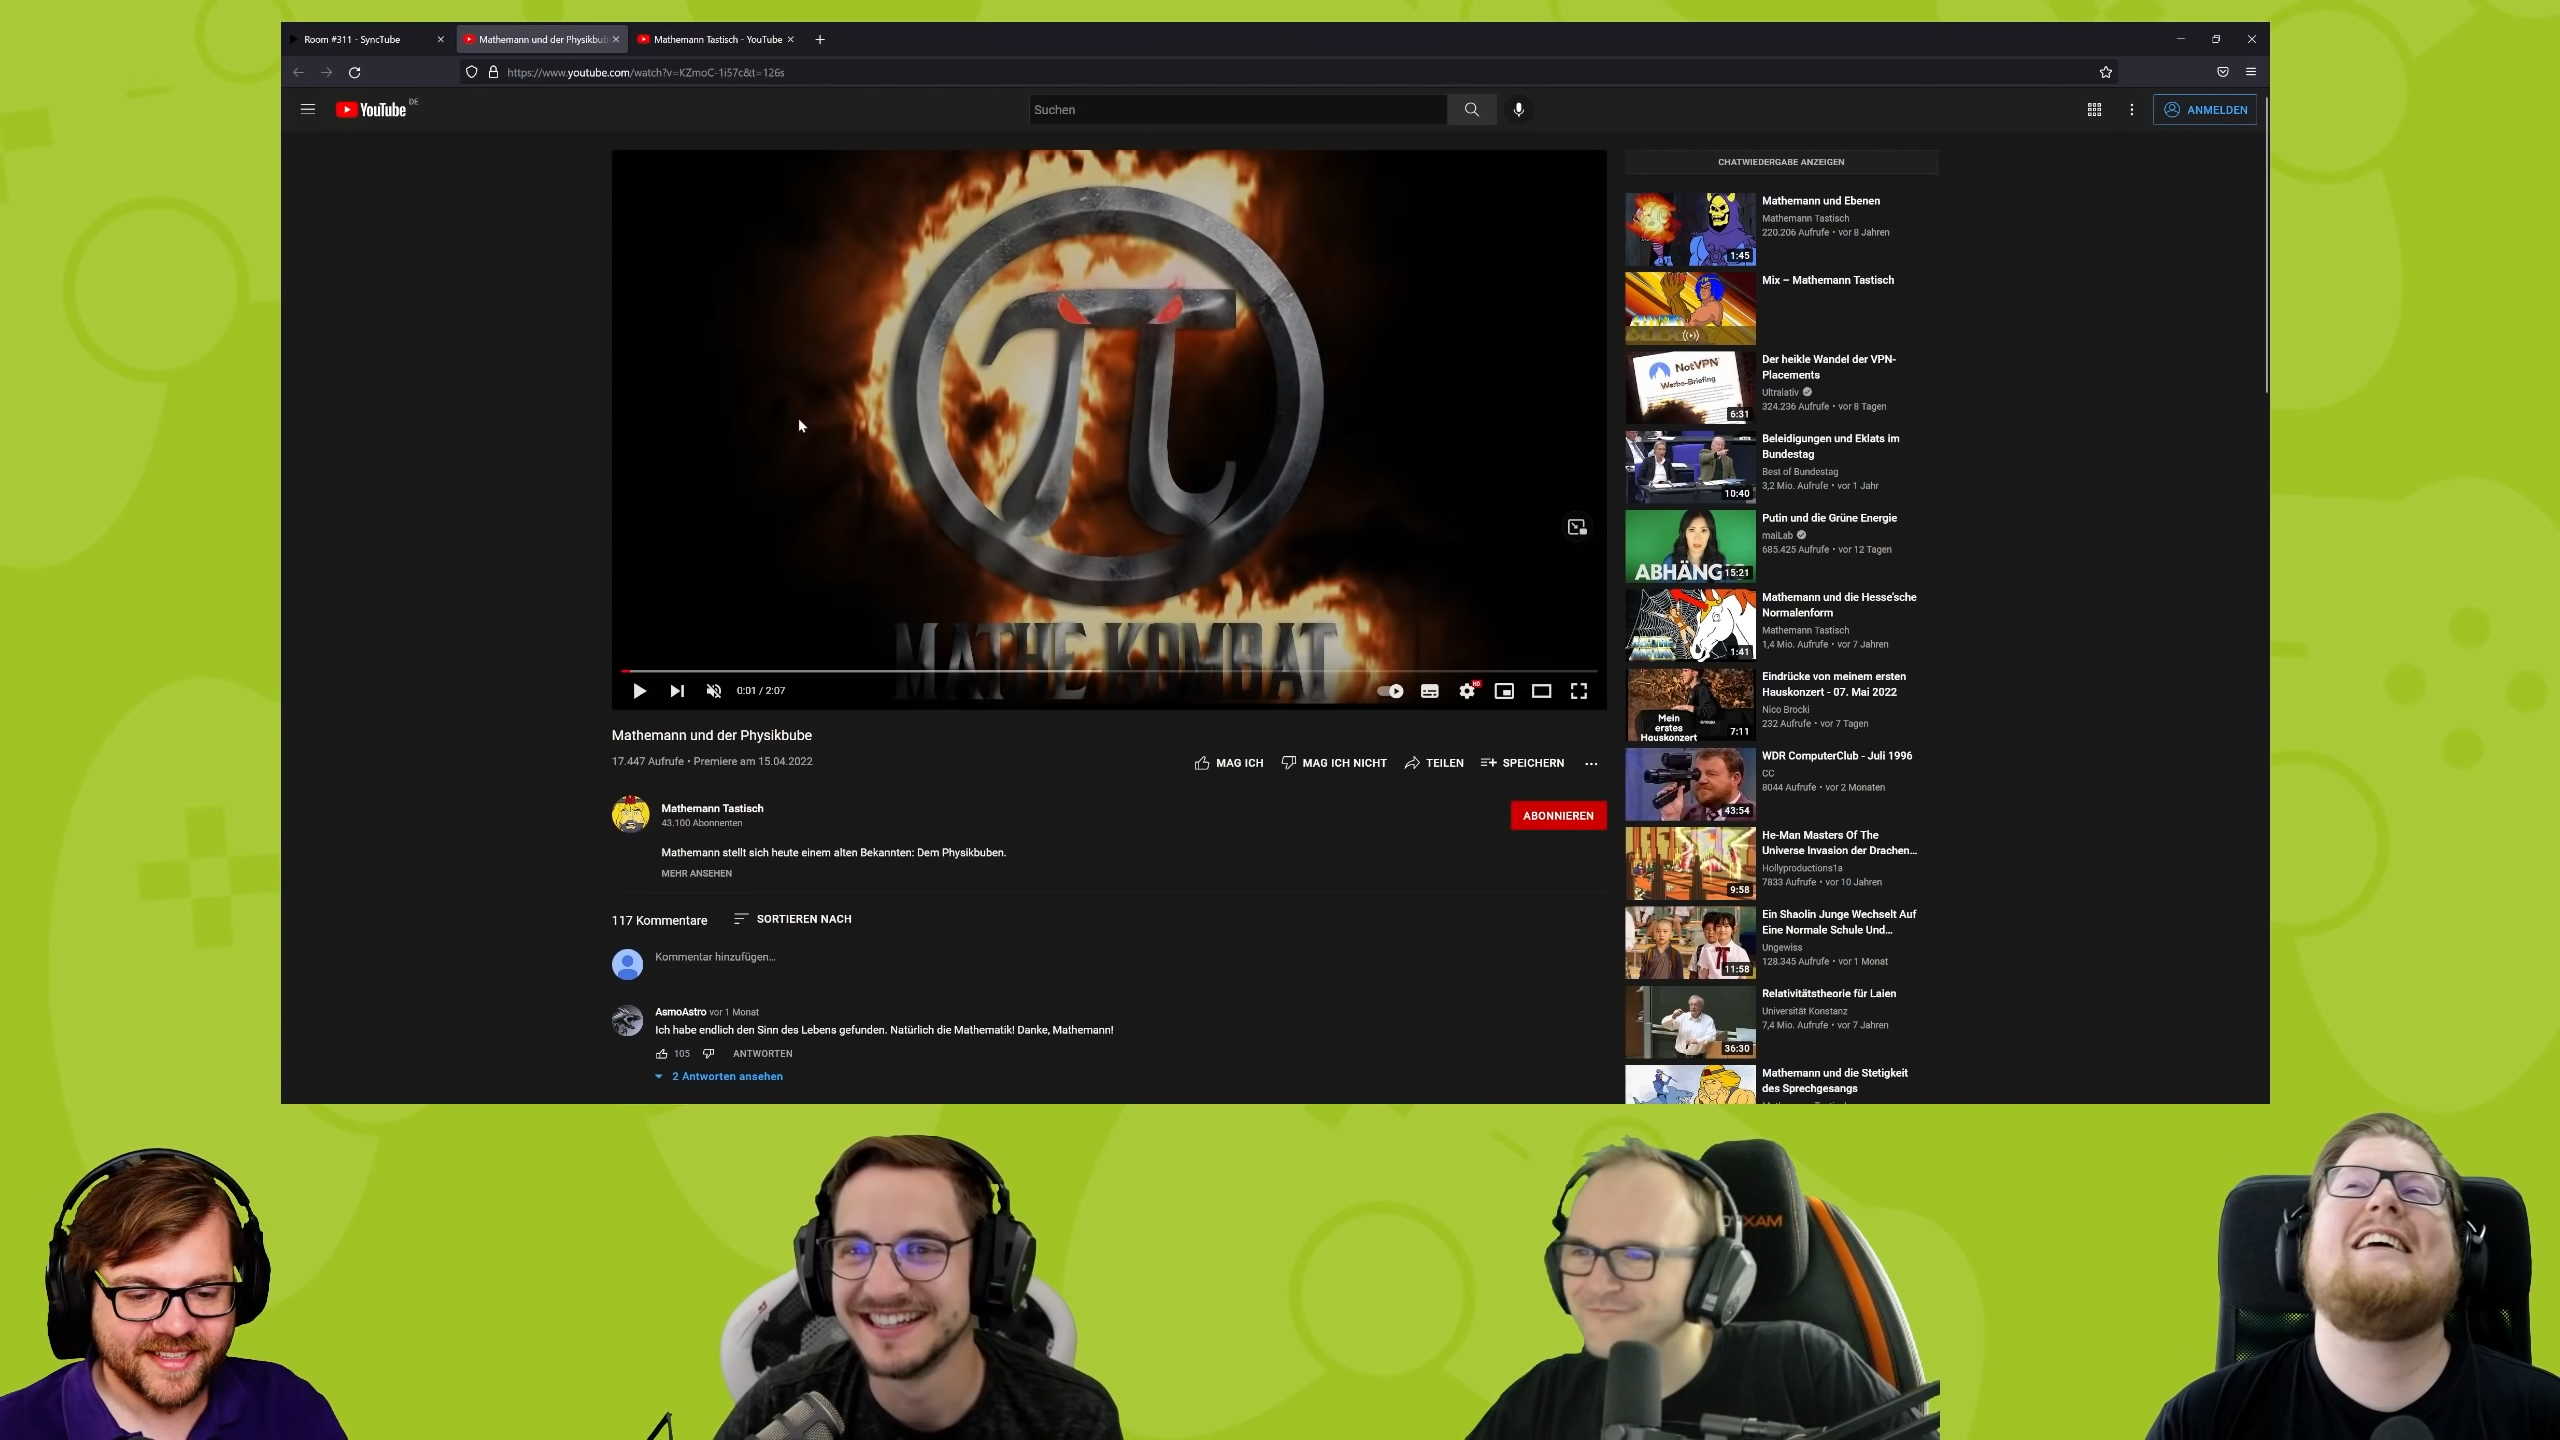 Room #311 - SyncTube
Mathemann und der Physikbub
Mathemann Tastisch - YouTube
https://www.youtube.com/watch?v=KZmoC-1i57c&t=126s
YouTube DE
Suchen
ANMELDEN
MATHE KOMBAT
0:01 / 2:07
HD
Mathemann und der Physikbube
17.447 Aufrufe • Premiere am 15.04.2022
MAG ICH
MAG ICH NICHT
TEILEN
SPEICHERN
Mathemann Tastisch
43.100 Abonnenten
ABONNIEREN
Mathemann stellt sich heute einem alten Bekannten: Dem Physikbuben.
MEHR ANSEHEN
117 Kommentare
SORTIEREN NACH
Kommentar hinzufügen...
AsmoAstro vor 1 Monat
Ich habe endlich den Sinn des Lebens gefunden. Natürlich die Mathematik! Danke, Mathemann!
105
ANTWORTEN
2 Antworten ansehen
CHATWIEDERGABE ANZEIGEN
1:45
Mathemann und Ebenen
Mathemann Tastisch
220.206 Aufrufe • vor 8 Jahren
Mix – Mathemann Tastisch
NotVPN
Werbe-Briefing
6:31
Der heikle Wandel der VPN-
Placements
Ultralativ
324.236 Aufrufe • vor 8 Tagen
10:40
Beleidigungen und Eklats im
Bundestag
Best of Bundestag
3,2 Mio. Aufrufe • vor 1 Jahr
ABHÄNG
15:21
Putin und die Grüne Energie
maiLab
685.425 Aufrufe • vor 12 Tagen
1:41
Mathemann und die Hesse'sche
Normalenform
Mathemann Tastisch
1,4 Mio. Aufrufe • vor 7 Jahren
Mein
erstes
Hauskonzert
7:11
Eindrücke von meinem ersten
Hauskonzert - 07. Mai 2022
Nico Brocki
232 Aufrufe • vor 7 Tagen
43:54
WDR ComputerClub - Juli 1996
CC
8044 Aufrufe • vor 2 Monaten
9:58
He-Man Masters Of The
Universe Invasion der Drachen...
Hollyproductions1a
7833 Aufrufe • vor 10 Jahren
11:58
Ein Shaolin Junge Wechselt Auf
Eine Normale Schule Und...
Ungewiss
128.345 Aufrufe • vor 1 Monat
36:30
Relativitätstheorie für Laien
Universität Konstanz
7,4 Mio. Aufrufe • vor 7 Jahren
Mathemann und die Stetigkeit
des Sprechgesangs